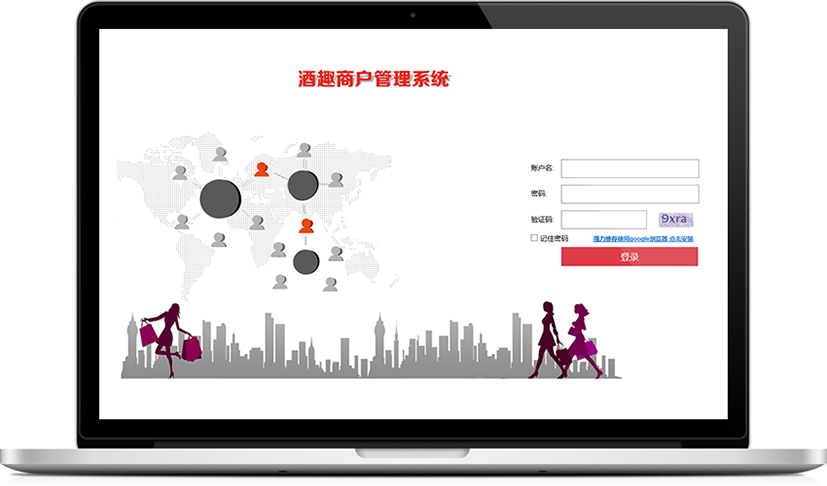 酒趣商户管理系统
账户名:
密码:
验证码: 9xra
记住密码 强力推荐使用google浏览器 点击安装
登录